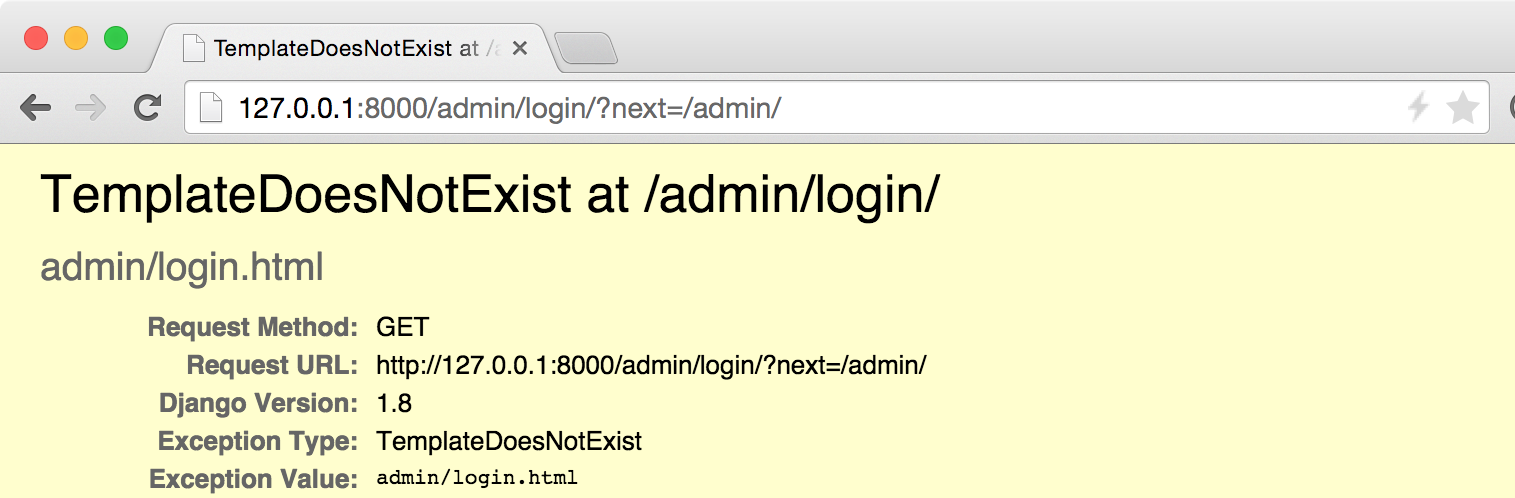 TemplateDoesNotExist at /
127.0.0.1:8000/admin/login/?next=/admin/
TemplateDoesNotExist at /admin/login/
admin/login.html
Request Method: GET
Request URL: http://127.0.0.1:8000/admin/login/?next=/admin/
Django Version: 1.8
Exception Type: TemplateDoesNotExist
Exception Value: admin/login.html